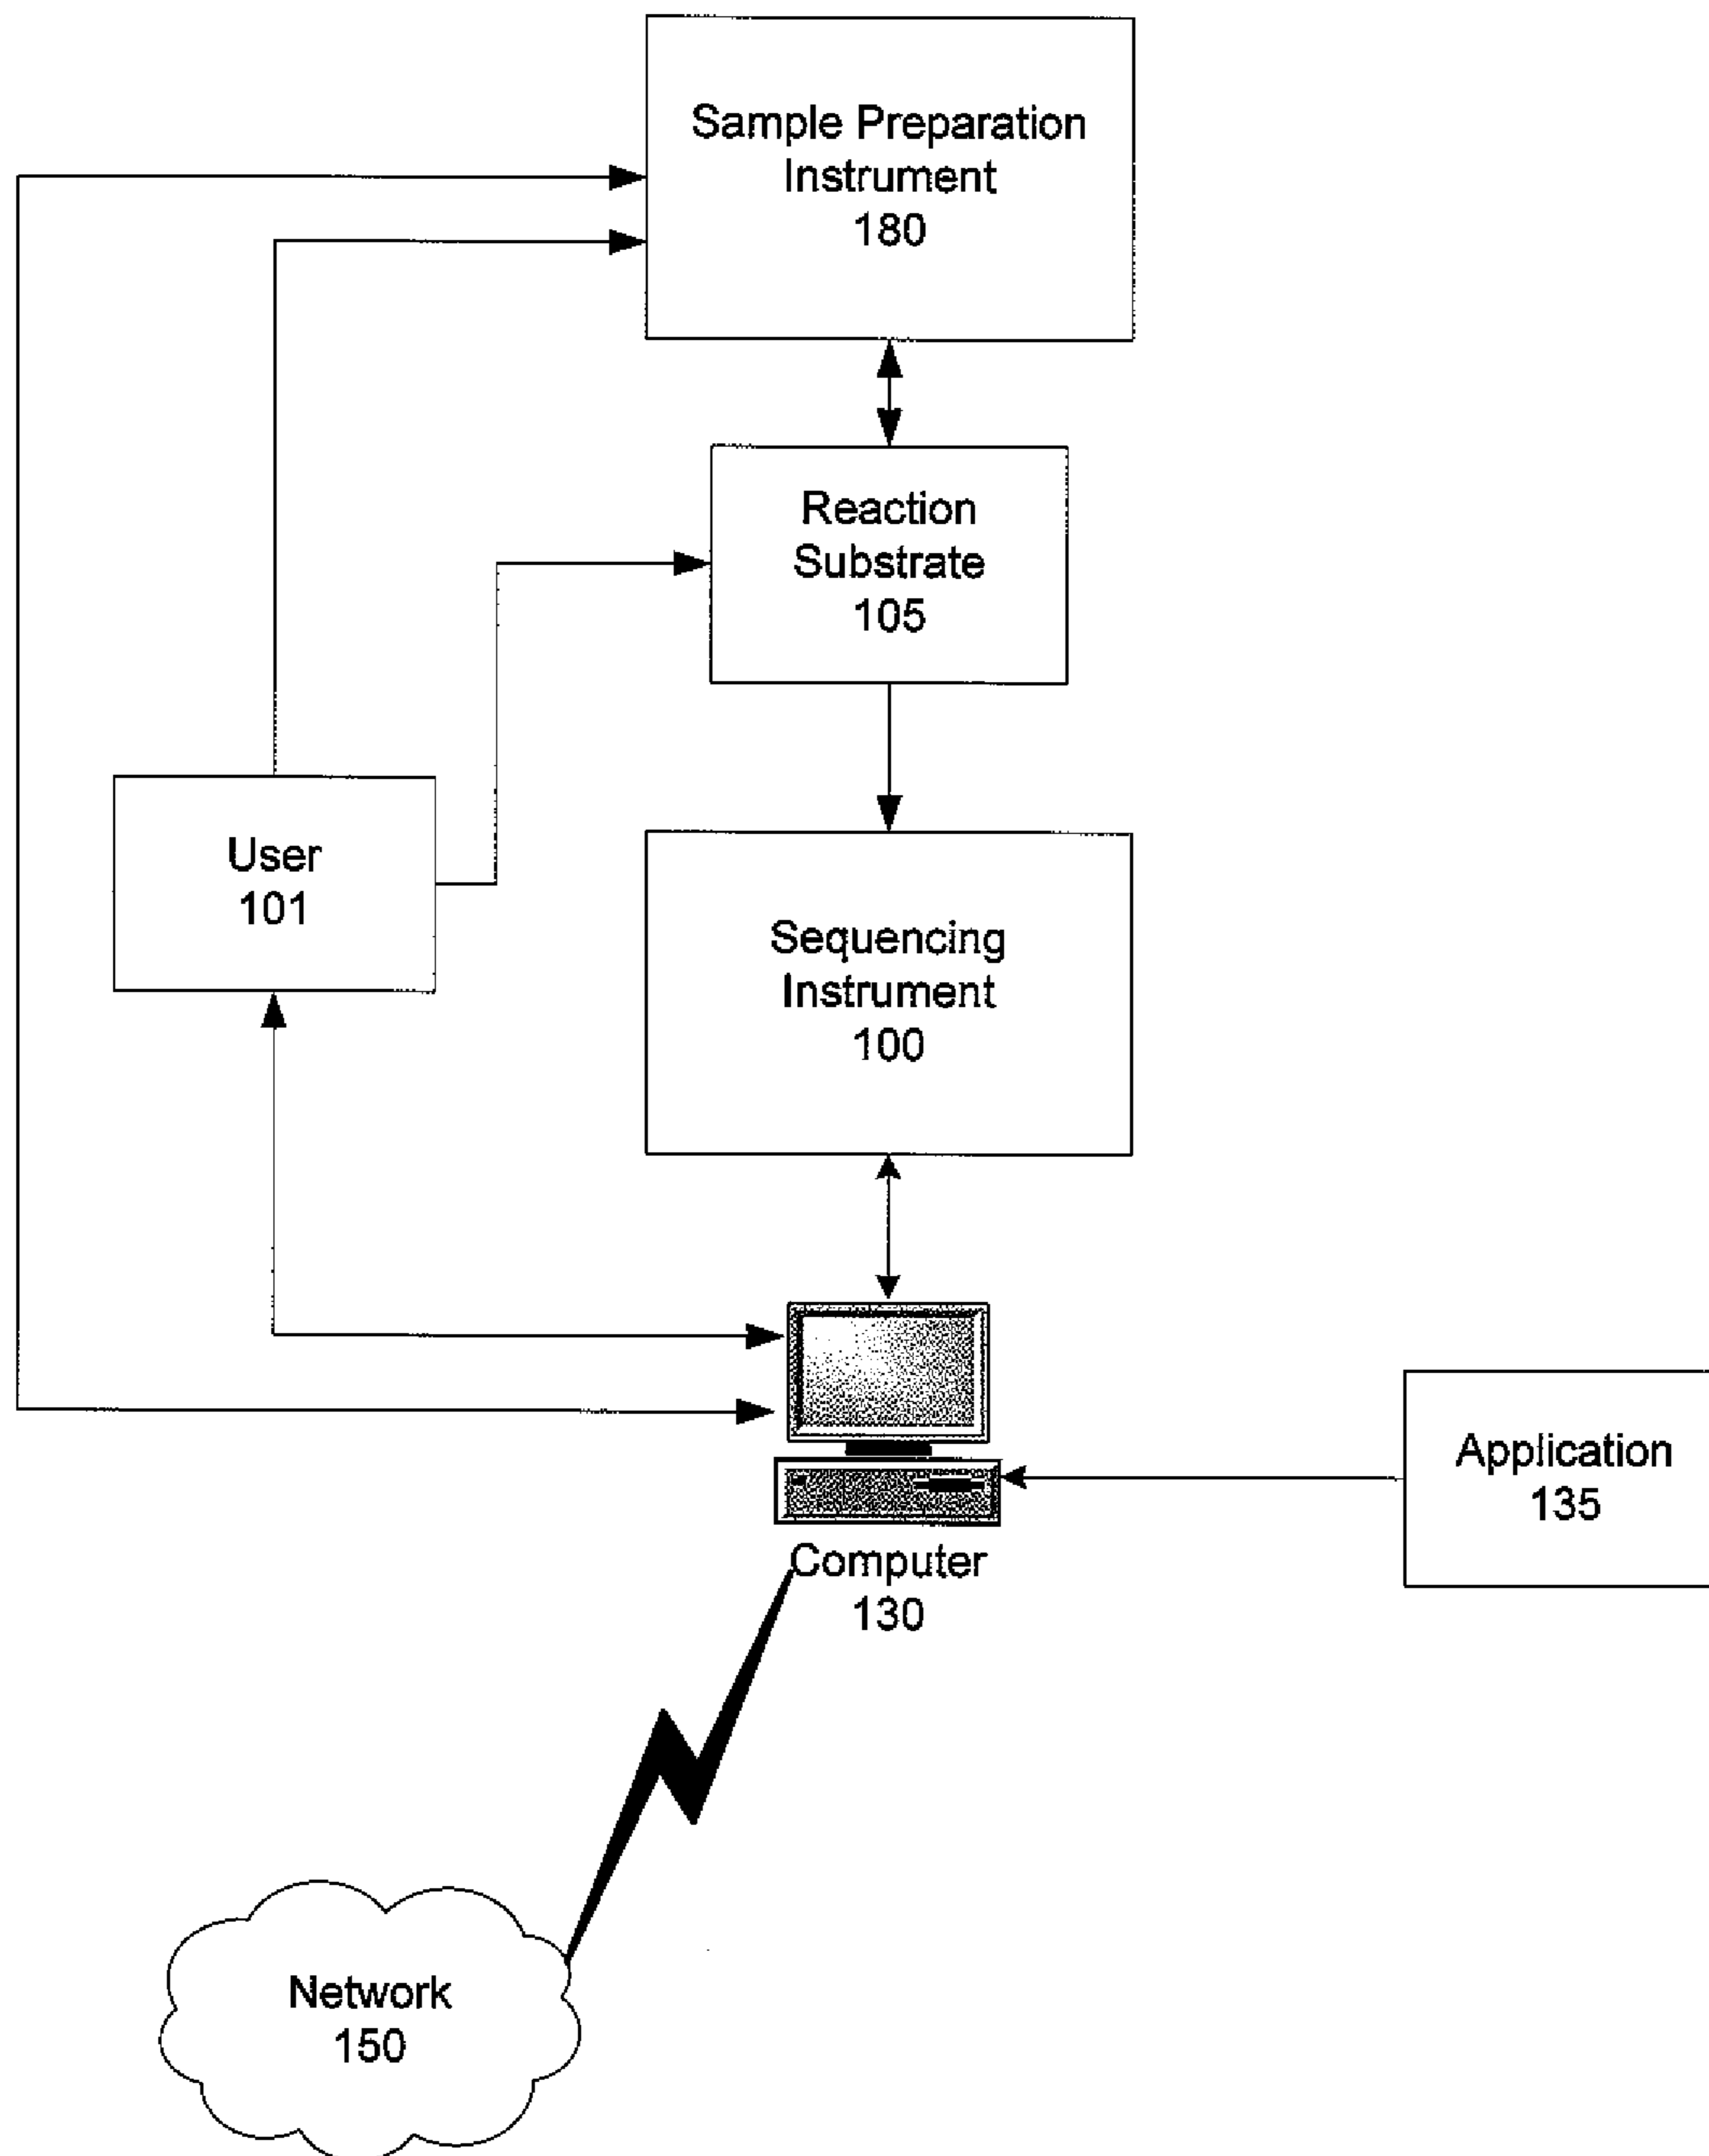 Sample Preparation
Instrument
180
Reaction
Substrate
105
User
101
Sequencing
Instrument
100
Application
135
Computer
130
Network
150